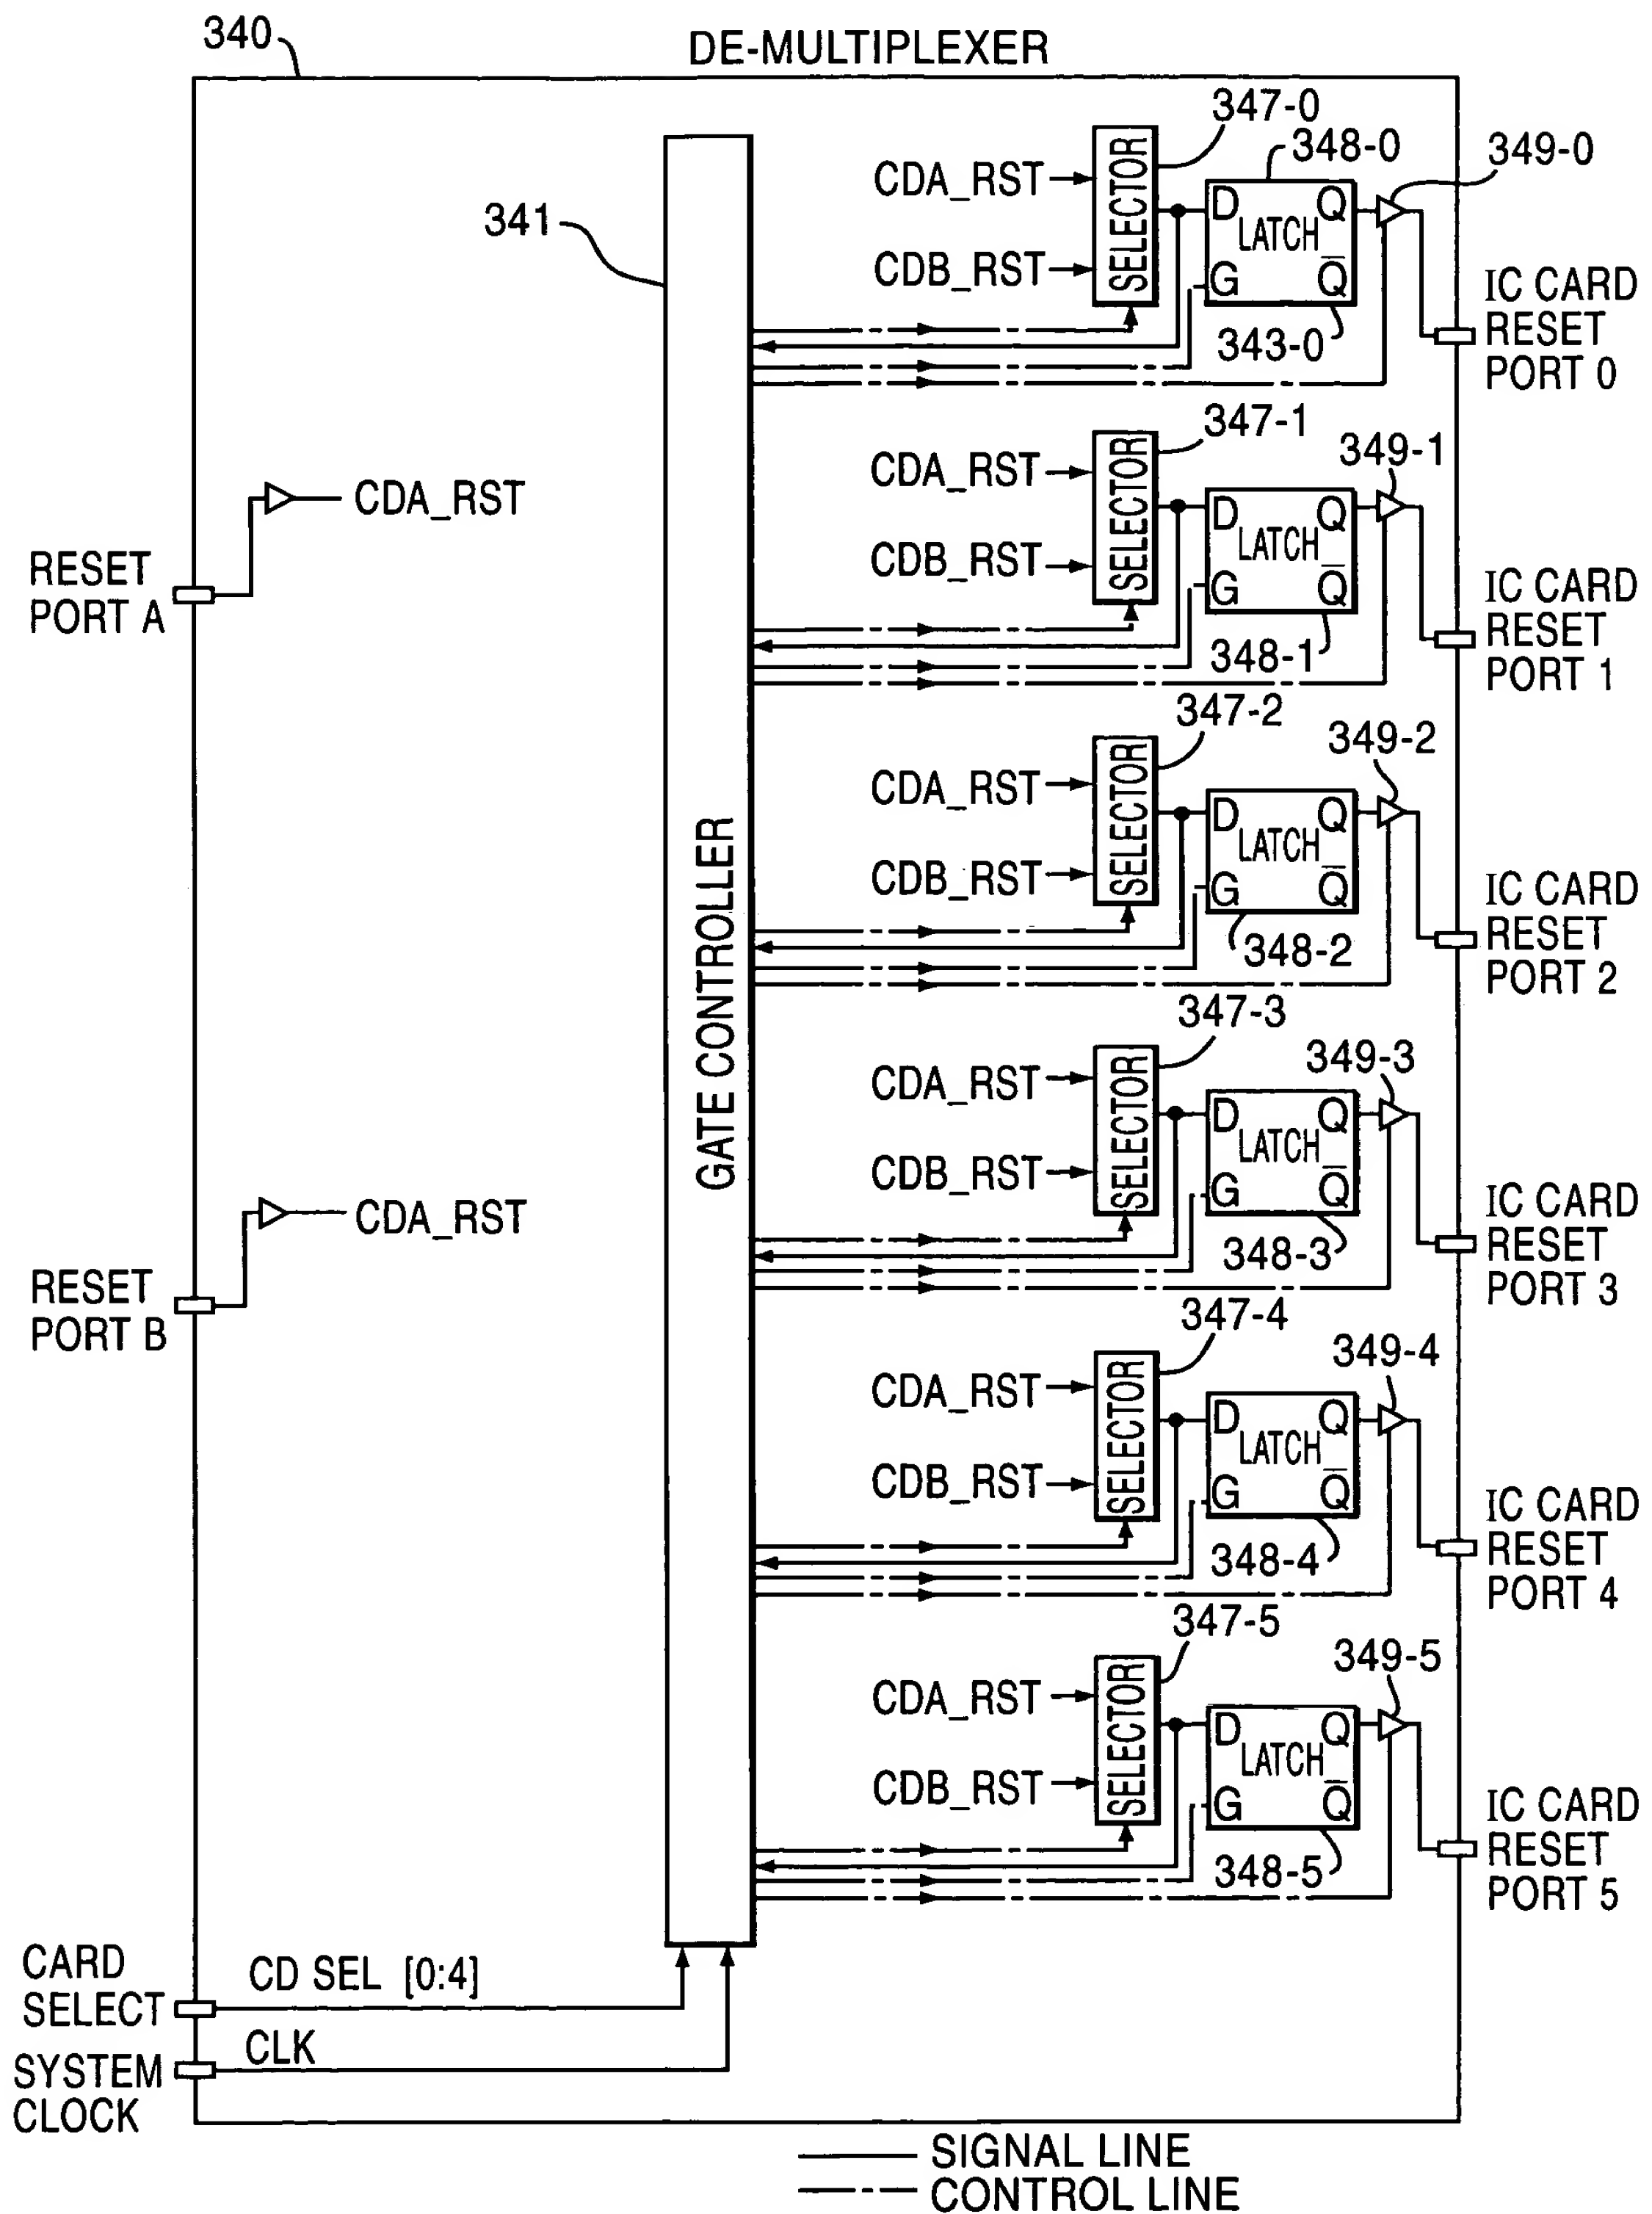 340
DE-MULTIPLEXER
341
GATE CONTROLLER
347-0
348-0
349-0
CDA_RST
CDB_RST
SELECTOR
D
Q
LATCH
G
Q̅
343-0
IC CARD
RESET
PORT 0
347-1
349-1
CDA_RST
CDB_RST
SELECTOR
D
Q
LATCH
G
Q̅
348-1
IC CARD
RESET
PORT 1
CDA_RST
RESET
PORT A
347-2
349-2
CDA_RST
CDB_RST
SELECTOR
D
Q
LATCH
G
Q̅
348-2
IC CARD
RESET
PORT 2
347-3
349-3
CDA_RST
CDB_RST
SELECTOR
D
Q
LATCH
G
Q̅
348-3
IC CARD
RESET
PORT 3
CDA_RST
RESET
PORT B
347-4
349-4
CDA_RST
CDB_RST
SELECTOR
D
Q
LATCH
G
Q̅
348-4
IC CARD
RESET
PORT 4
347-5
349-5
CDA_RST
CDB_RST
SELECTOR
D
Q
LATCH
G
Q̅
348-5
IC CARD
RESET
PORT 5
CARD
SELECT
CD SEL [0:4]
SYSTEM
CLOCK
CLK
SIGNAL LINE
CONTROL LINE